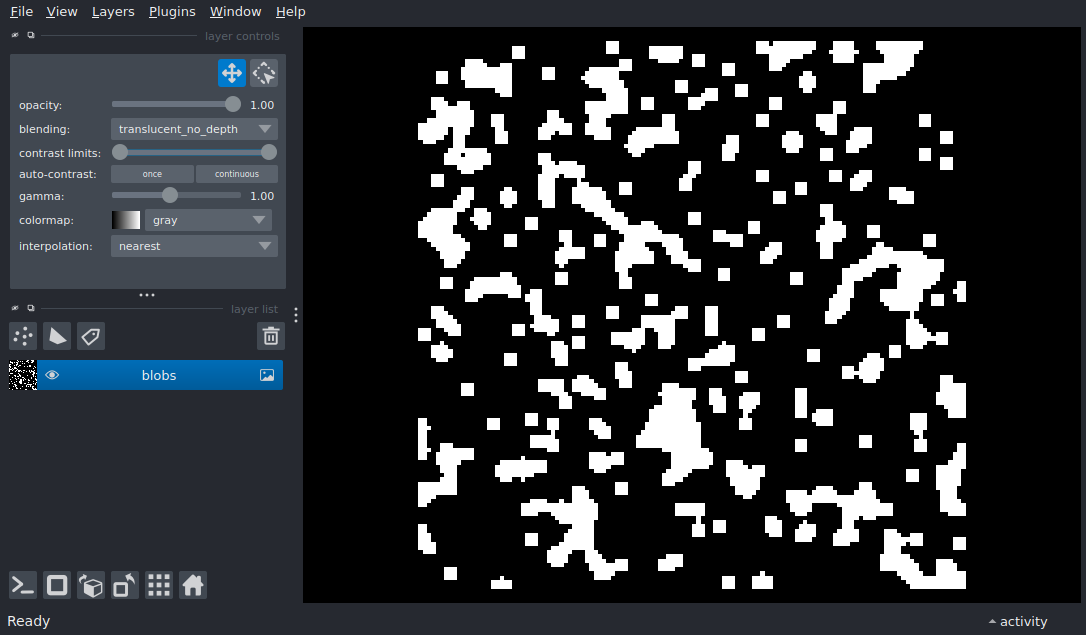 File View Layers Plugins Window Help
layer controls
opacity: 1.00
blending: translucent_no_depth
contrast limits:
auto-contrast: once continuous
gamma: 1.00
colormap: gray
interpolation: nearest
layer list
blobs
Ready
activity